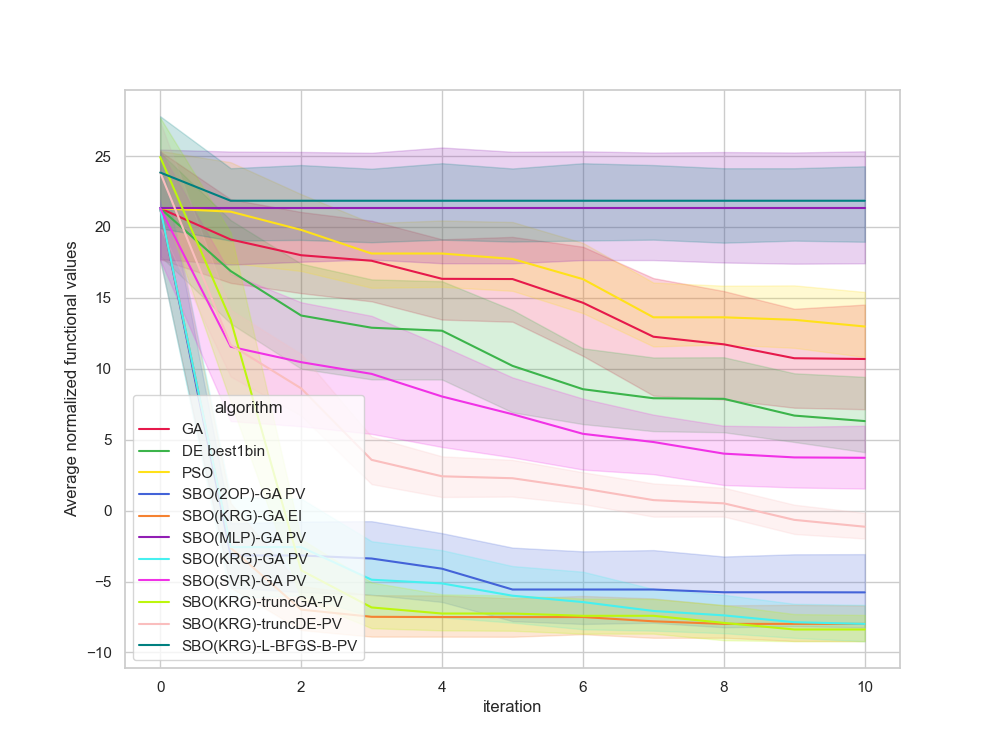 25
20
15
10
5
0
−5
−10
Average normalized functional values
algorithm
GA
DE best1bin
PSO
SBO(2OP)-GA PV
SBO(KRG)-GA EI
SBO(MLP)-GA PV
SBO(KRG)-GA PV
SBO(SVR)-GA PV
SBO(KRG)-truncGA-PV
SBO(KRG)-truncDE-PV
SBO(KRG)-L-BFGS-B-PV
0 2 4 6 8 10
iteration